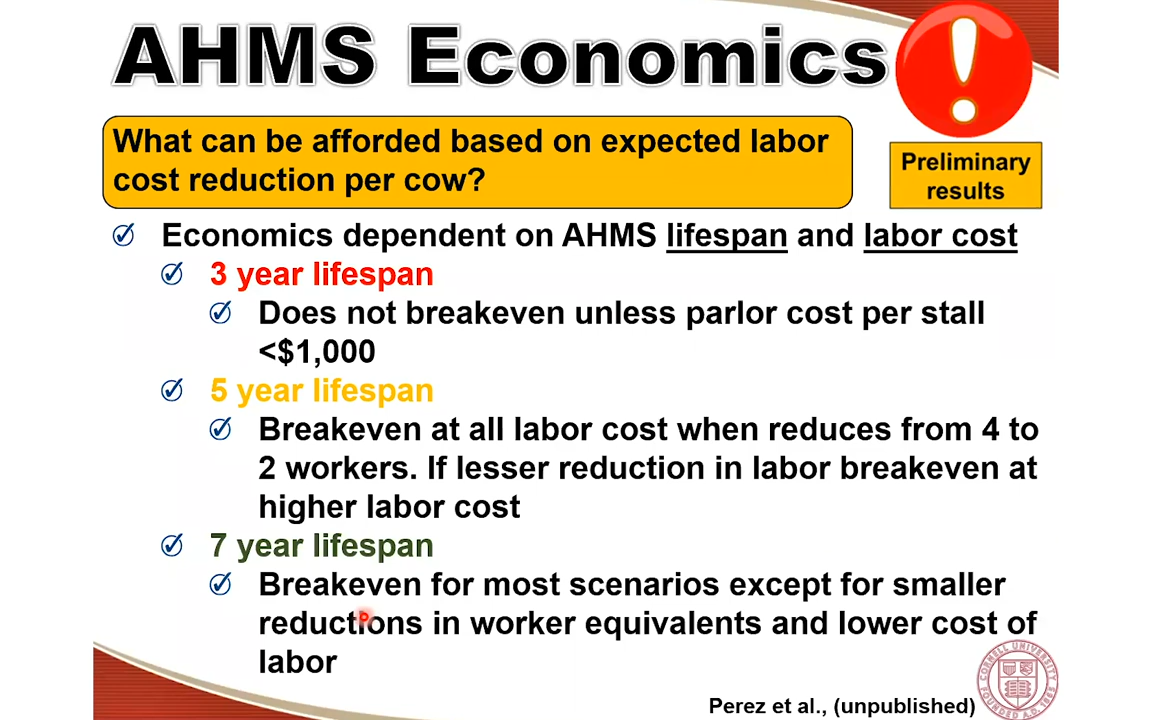 AHMS Economics
What can be afforded based on expected labor
cost reduction per cow?
Preliminary
results
Economics dependent on AHMS lifespan and labor cost
3 year lifespan
Does not breakeven unless parlor cost per stall
<$1,000
5 year lifespan
Breakeven at all labor cost when reduces from 4 to
2 workers. If lesser reduction in labor breakeven at
higher labor cost
7 year lifespan
Breakeven for most scenarios except for smaller
reductions in worker equivalents and lower cost of
labor
CORNELL UNIVERSITY
FOUNDED A.D. 1865
Perez et al., (unpublished)